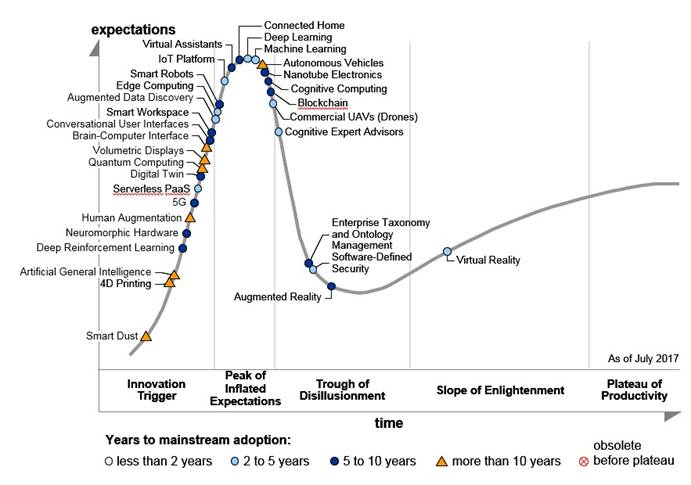 expectations
Connected Home
Deep Learning
Virtual Assistants
Machine Learning
IoT Platform
Autonomous Vehicles
Smart Robots
Nanotube Electronics
Edge Computing
Cognitive Computing
Augmented Data Discovery
Blockchain
Smart Workspace
Commercial UAVs (Drones)
Conversational User Interfaces
Cognitive Expert Advisors
Brain-Computer Interface
Volumetric Displays
Quantum Computing
Digital Twin
Serverless PaaS
5G
Human Augmentation
Neuromorphic Hardware
Deep Reinforcement Learning
Artificial General Intelligence
4D Printing
Smart Dust
Enterprise Taxonomy
and Ontology
Management
Software-Defined
Security
Augmented Reality
Virtual Reality
As of July 2017
Innovation
Trigger
Peak of
Inflated
Expectations
Trough of
Disillusionment
Slope of Enlightenment
Plateau of
Productivity
time
Years to mainstream adoption:
less than 2 years
2 to 5 years
5 to 10 years
more than 10 years
obsolete
before plateau